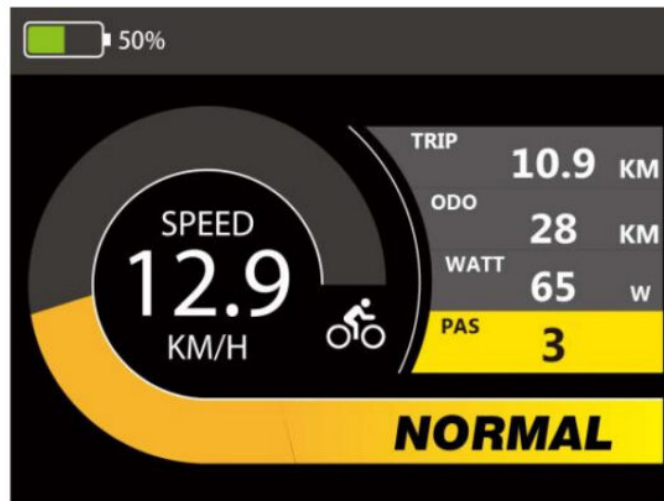 50%
SPEED
12.9
KM/H
TRIP
10.9 KM
ODO
28 KM
WATT
65 W
PAS
3
NORMAL